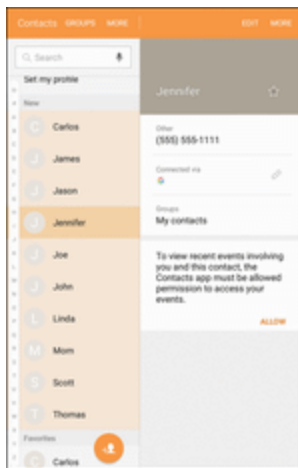 Contacts GROUPS MORE
EDIT MORE
Search
Set my profile
New
C Carlos
J James
J Jason
J Jennifer
J Joe
J John
L Linda
M Mom
S Scott
T Thomas
Favorites
C Carlos
Jennifer
Other
(555) 555-1111
Connected via
G
Groups
My contacts
To view recent events involving
you and this contact, the
Contacts app must be allowed
permission to access your
events.
ALLOW